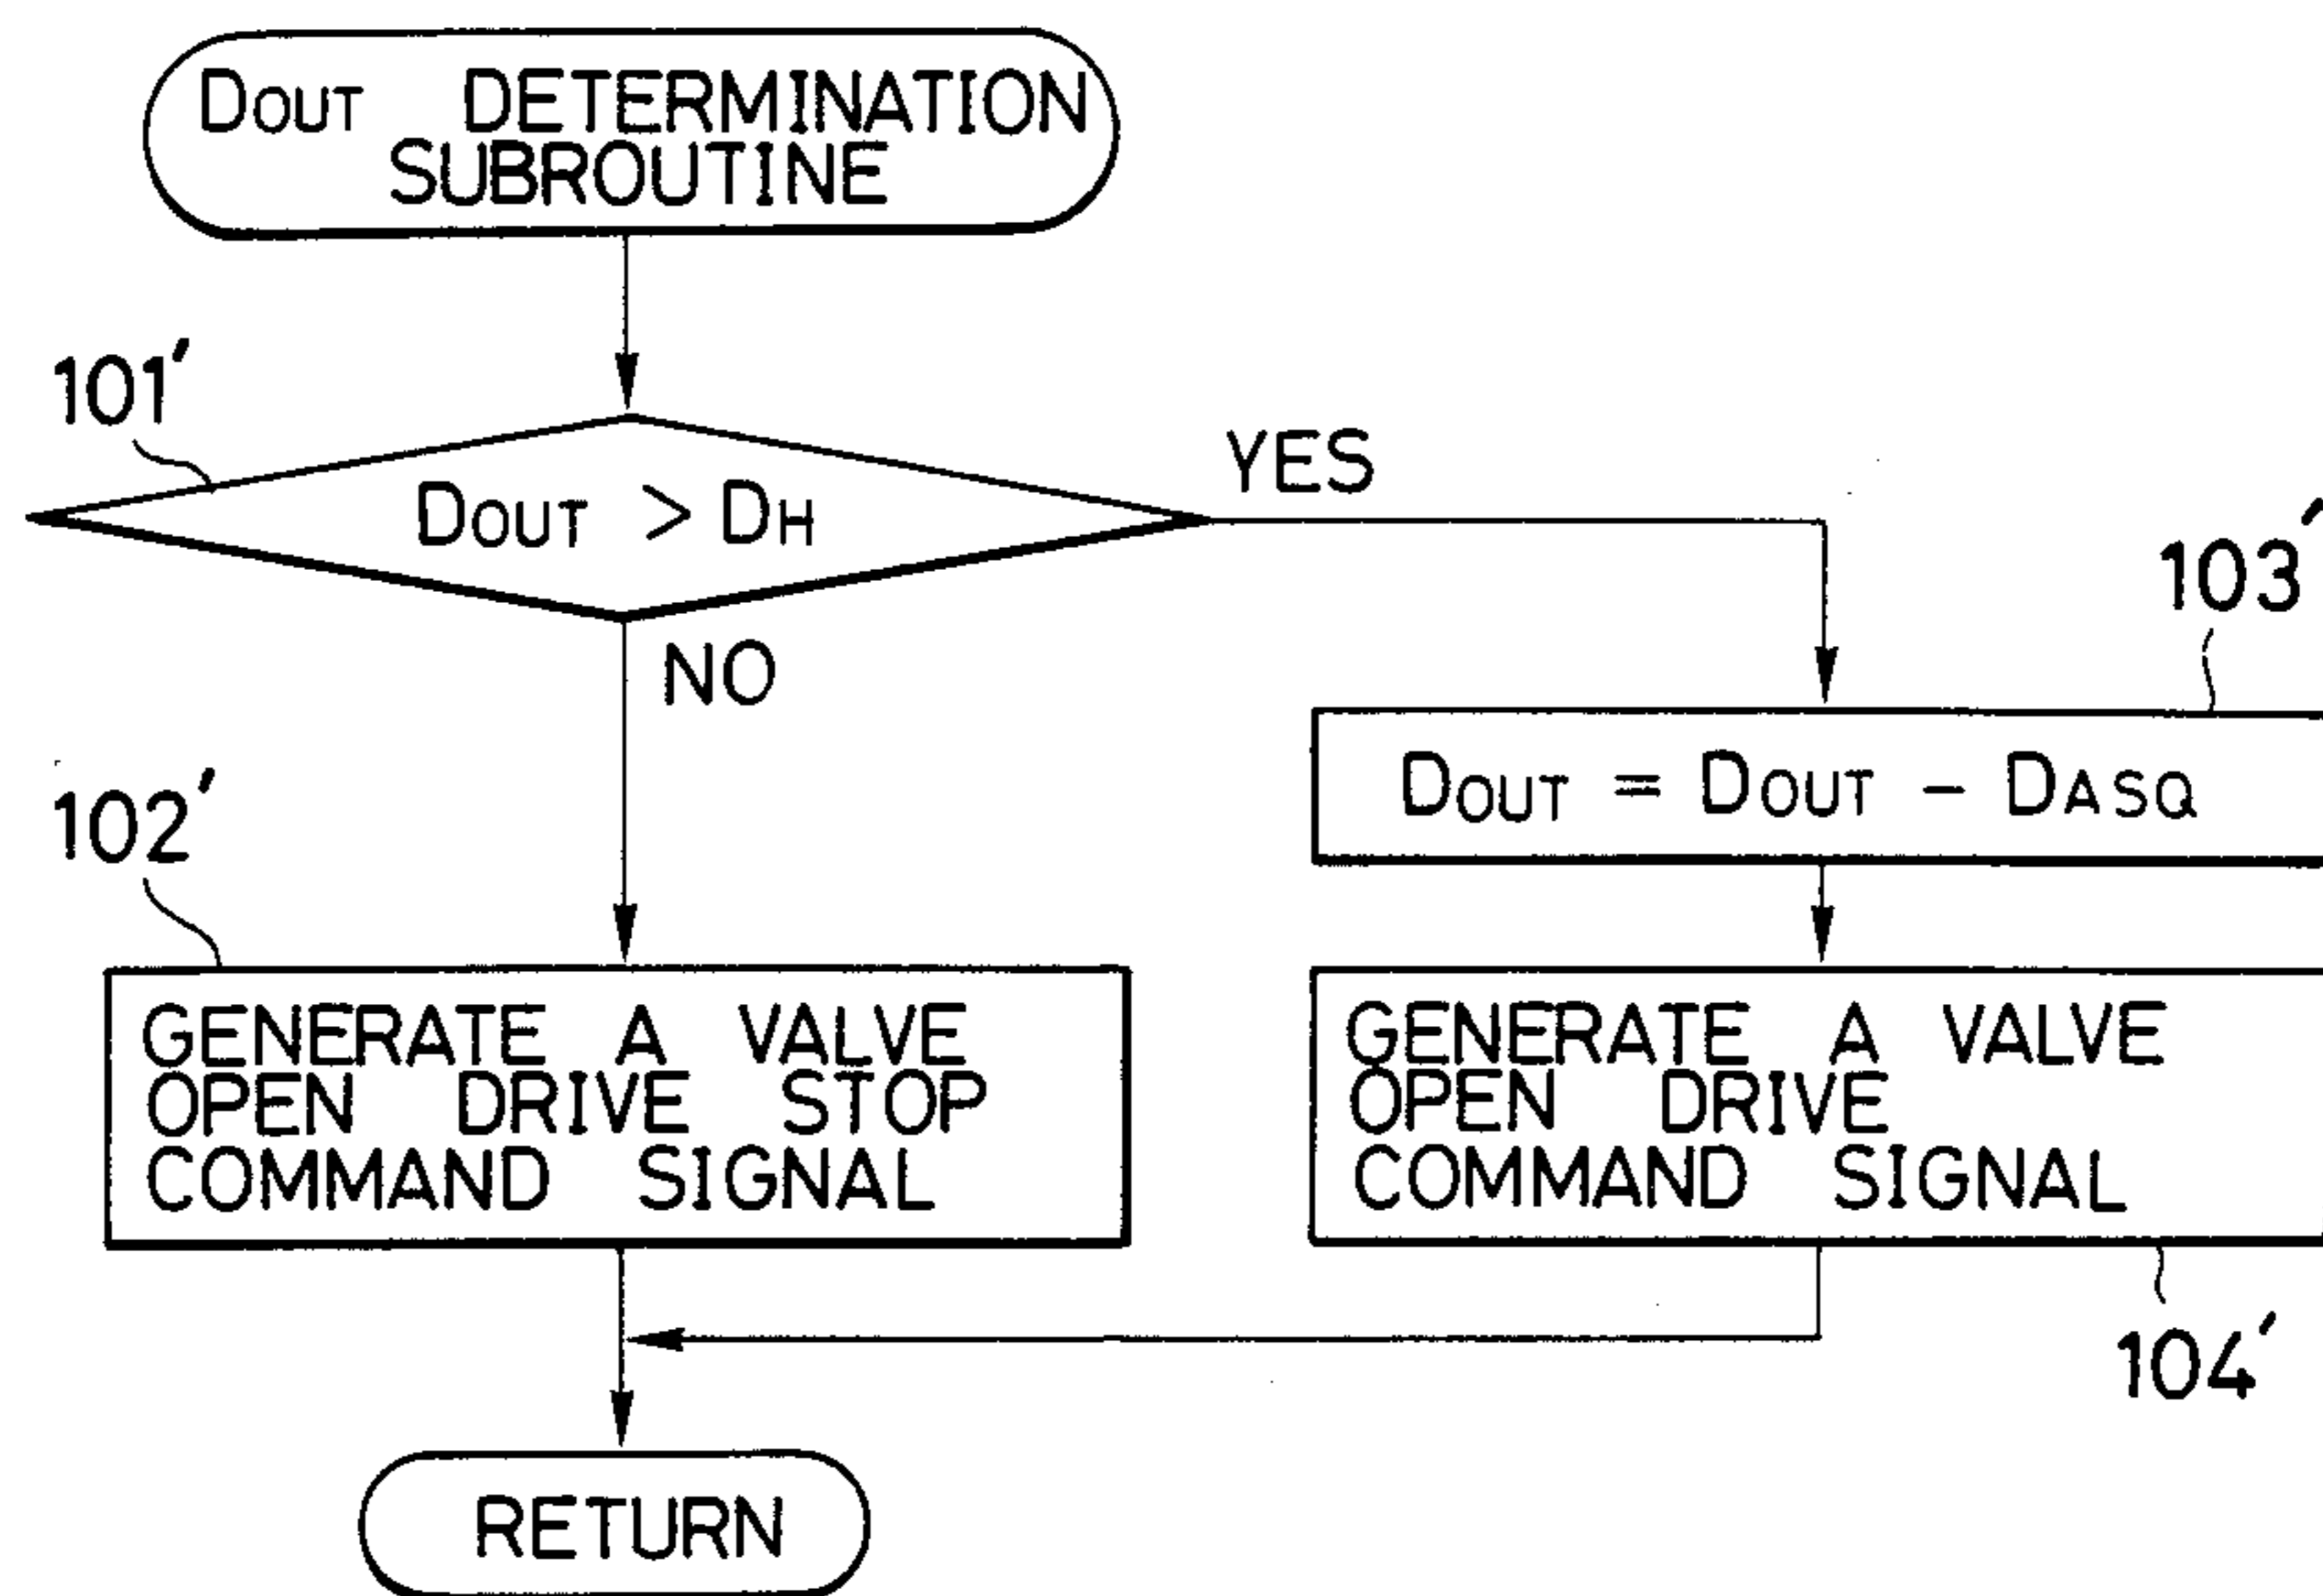 DOUT DETERMINATION
SUBROUTINE
101'
DOUT > DH
YES
NO
103'
DOUT = DOUT - DASQ
102'
GENERATE A VALVE
OPEN DRIVE STOP
COMMAND SIGNAL
GENERATE A VALVE
OPEN DRIVE
COMMAND SIGNAL
104'
RETURN